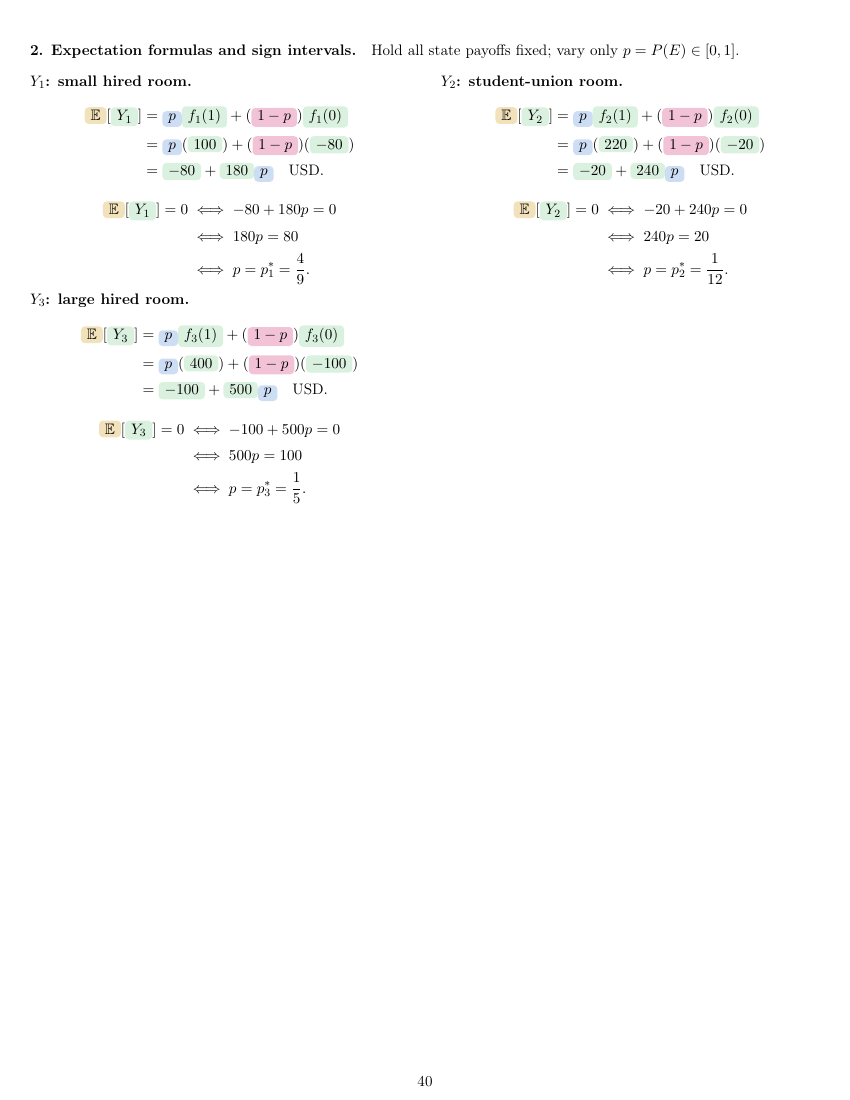 2. Expectation formulas and sign intervals. Hold all state payoffs fixed; vary only p = P(E) ∈ [0, 1].
Y₁: small hired room.
𝔼[Y₁] = p f₁(1) + (1 − p) f₁(0)
= p(100) + (1 − p)(−80)
= −80 + 180 p USD.
𝔼[Y₁] = 0 ⟺ −80 + 180p = 0
⟺ 180p = 80
⟺ p = p₁* = 4/9.
Y₂: student-union room.
𝔼[Y₂] = p f₂(1) + (1 − p) f₂(0)
= p(220) + (1 − p)(−20)
= −20 + 240 p USD.
𝔼[Y₂] = 0 ⟺ −20 + 240p = 0
⟺ 240p = 20
⟺ p = p₂* = 1/12.
Y₃: large hired room.
𝔼[Y₃] = p f₃(1) + (1 − p) f₃(0)
= p(400) + (1 − p)(−100)
= −100 + 500 p USD.
𝔼[Y₃] = 0 ⟺ −100 + 500p = 0
⟺ 500p = 100
⟺ p = p₃* = 1/5.
40